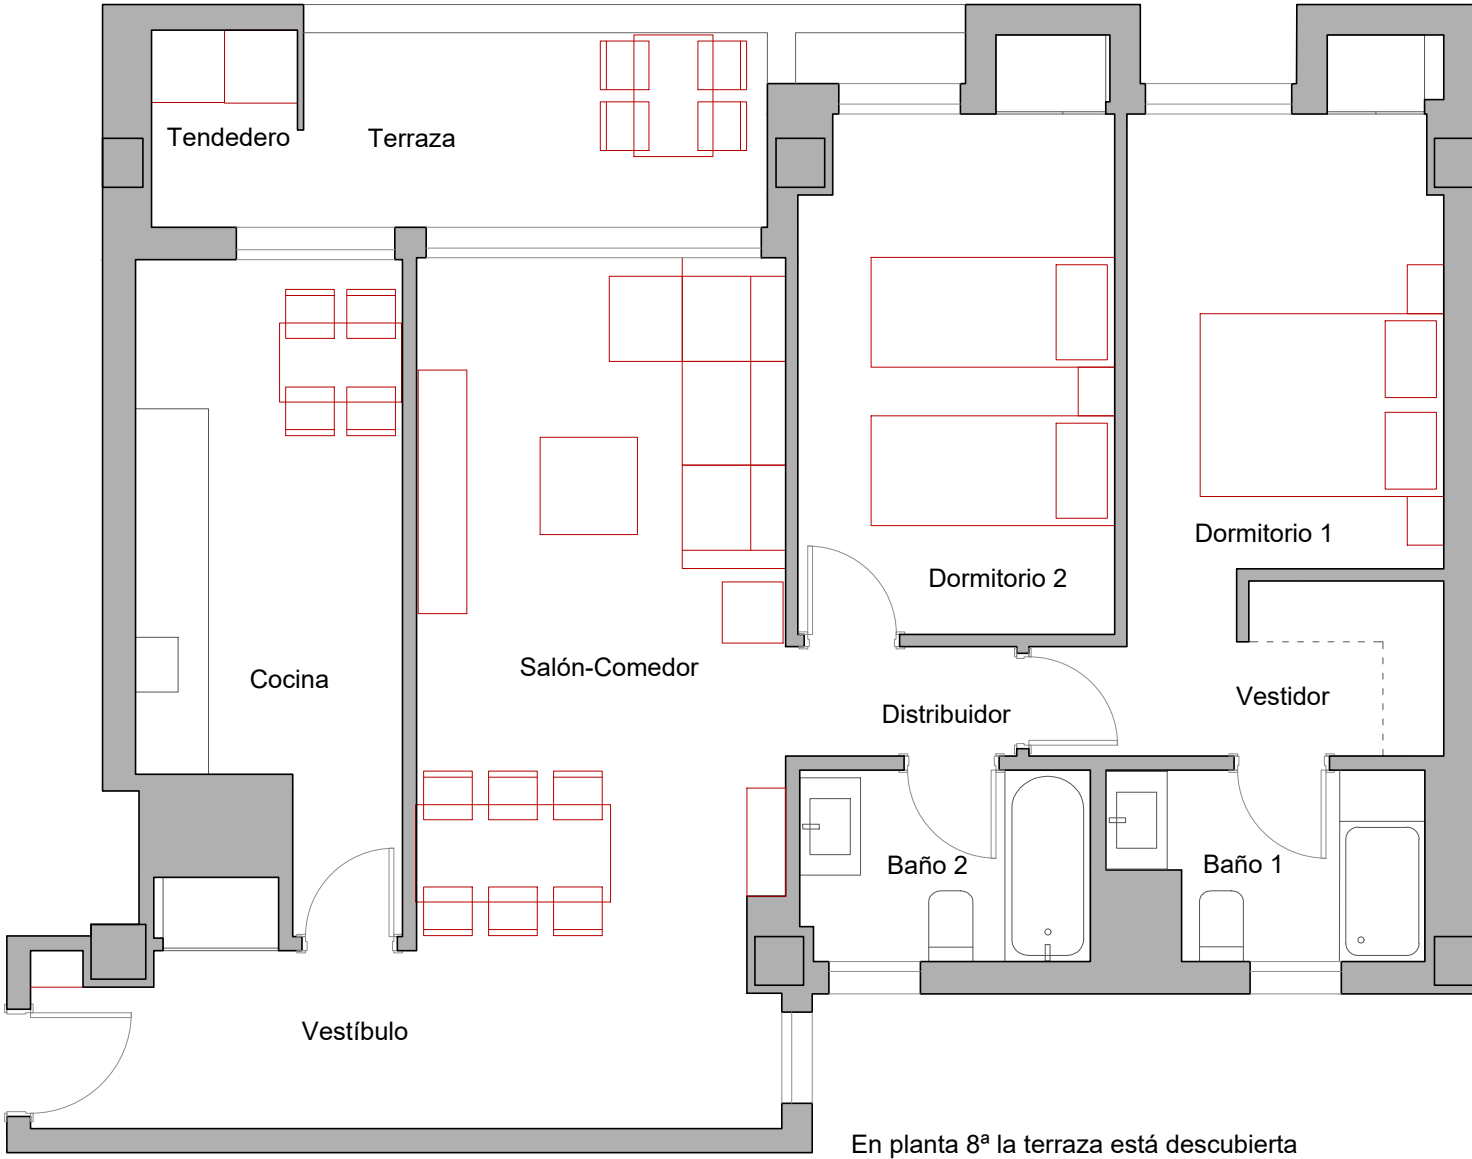 Tendedero
Terraza
Dormitorio 1
Dormitorio 2
Salón-Comedor
Cocina
Vestidor
Distribuidor
Baño 2
Baño 1
Vestíbulo
En planta 8ª la terraza está descubierta